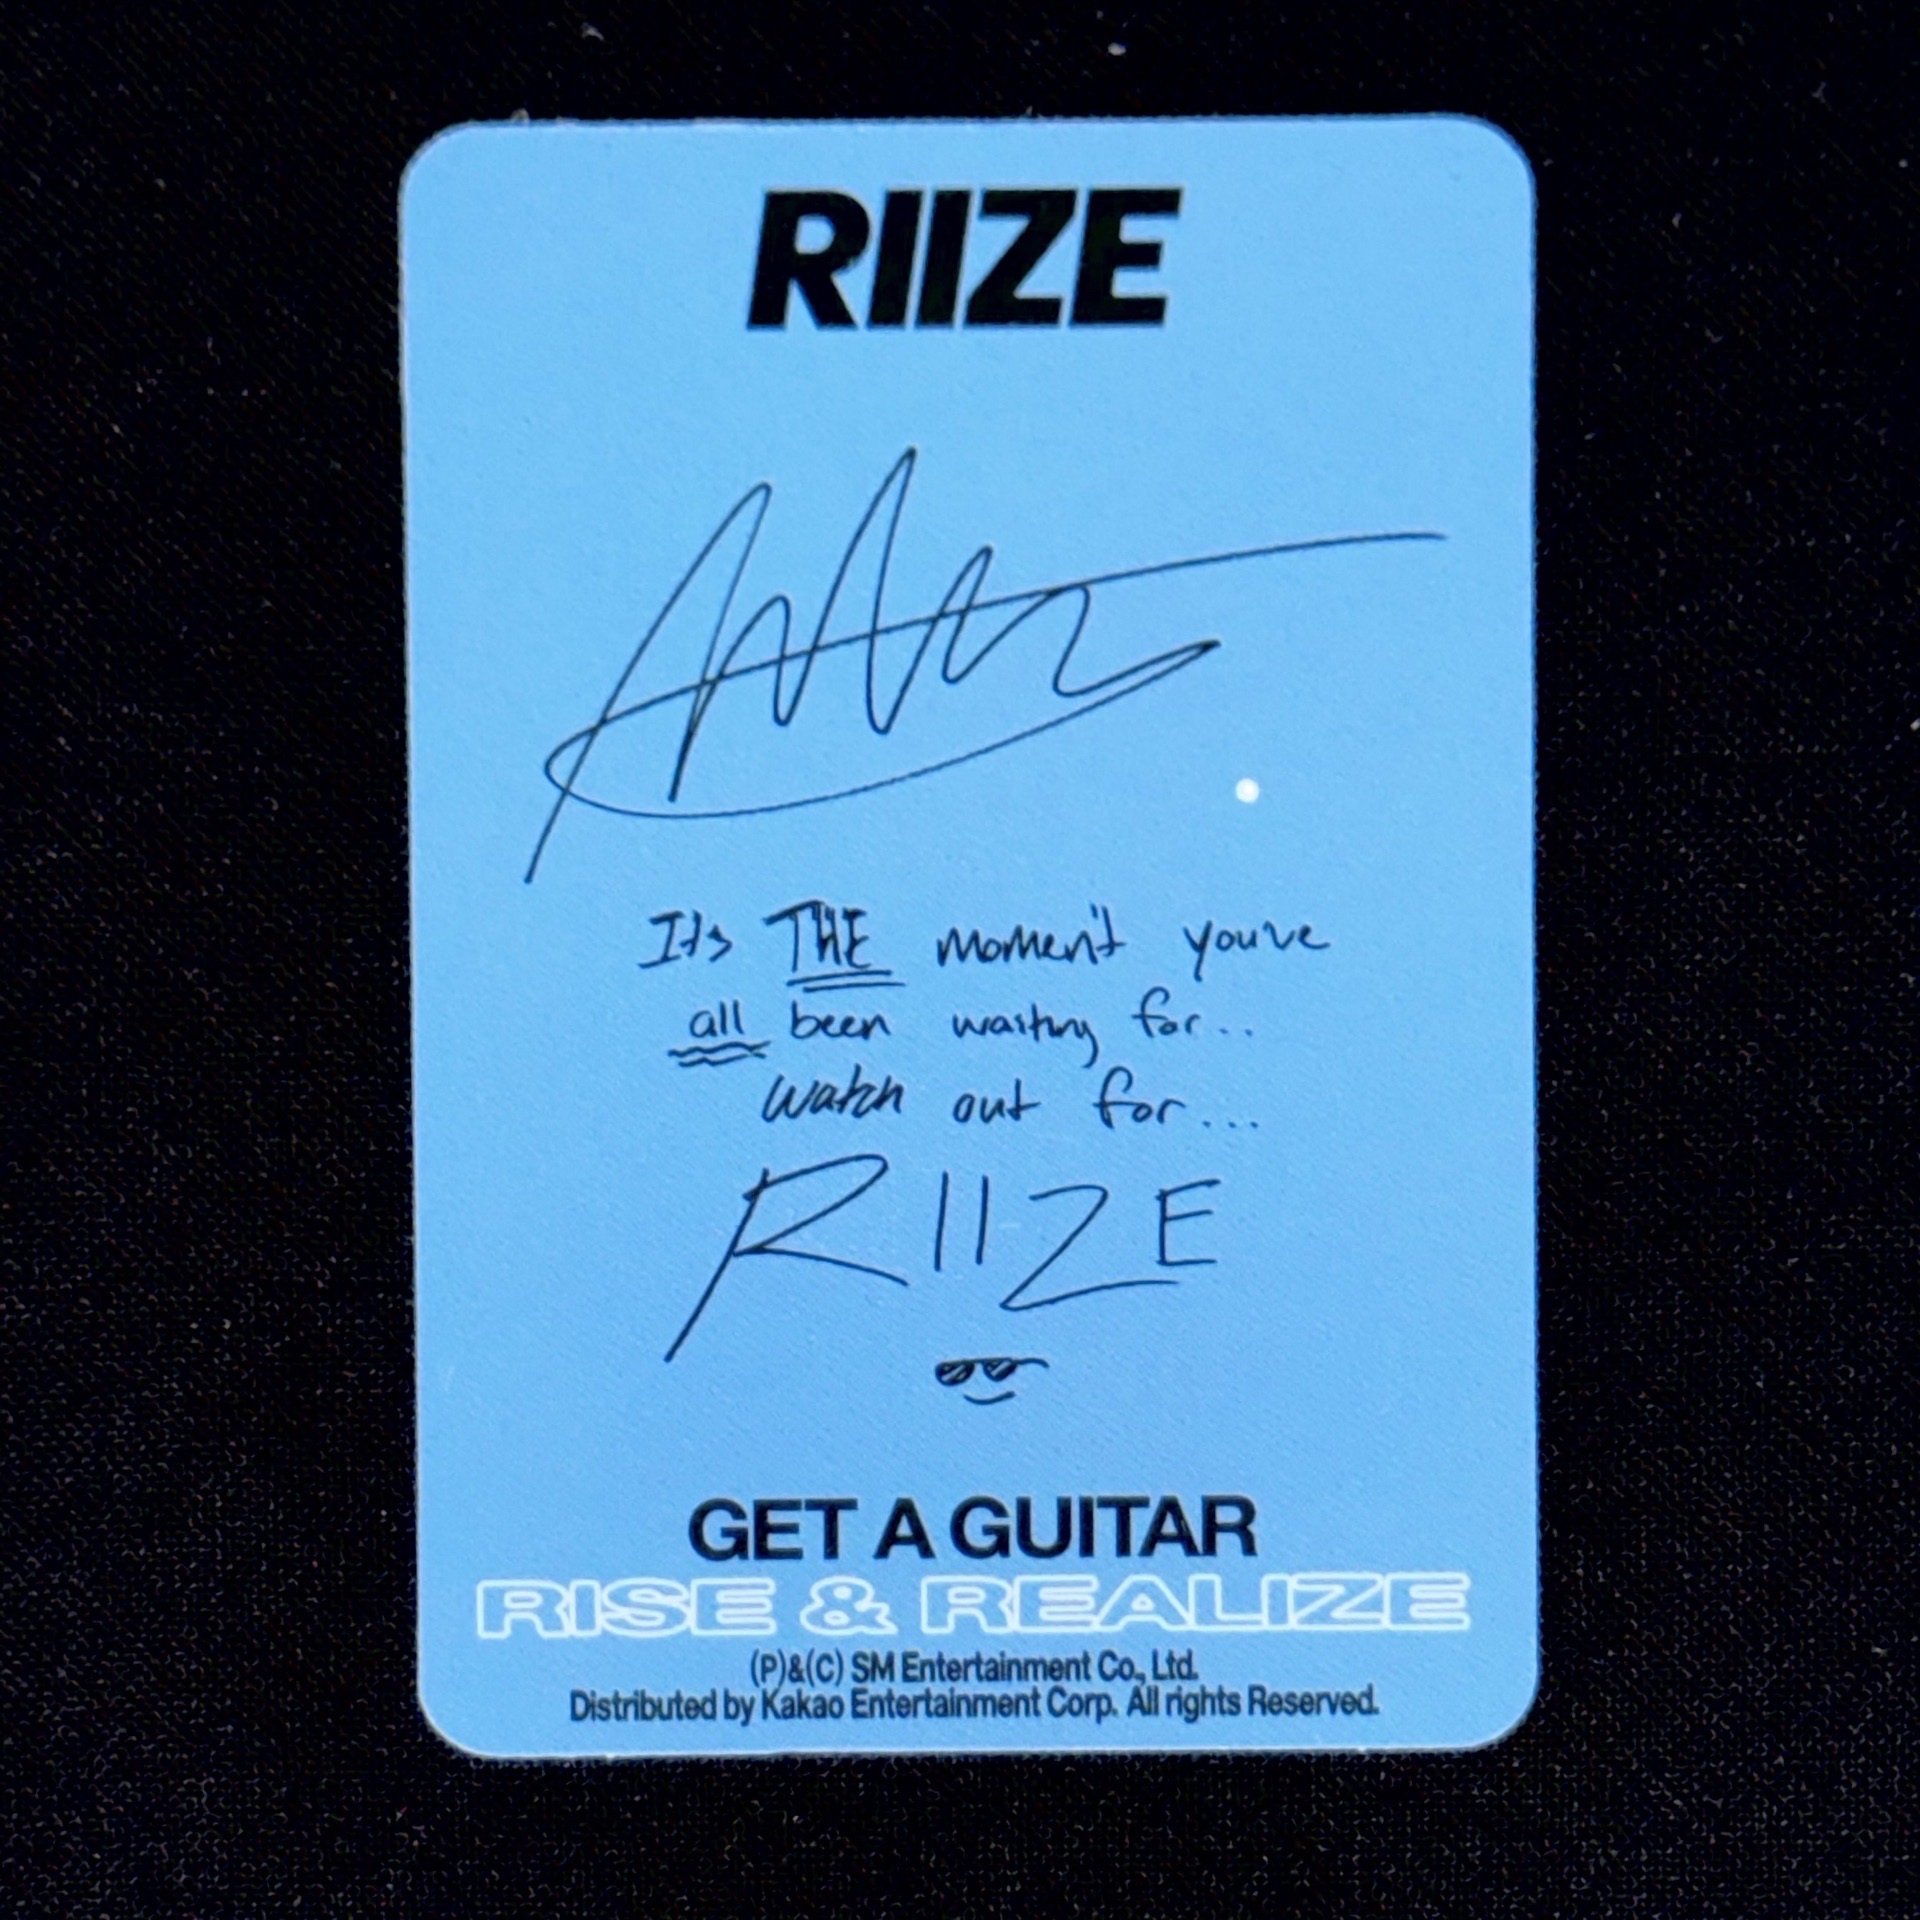 RIIZE
It's THE moment you've
all been waiting for..
watch out for...
RIIZE
GET A GUITAR
RISE & REALIZE
(P)&(C) SM Entertainment Co., Ltd.
Distributed by Kakao Entertainment Corp. All rights Reserved.